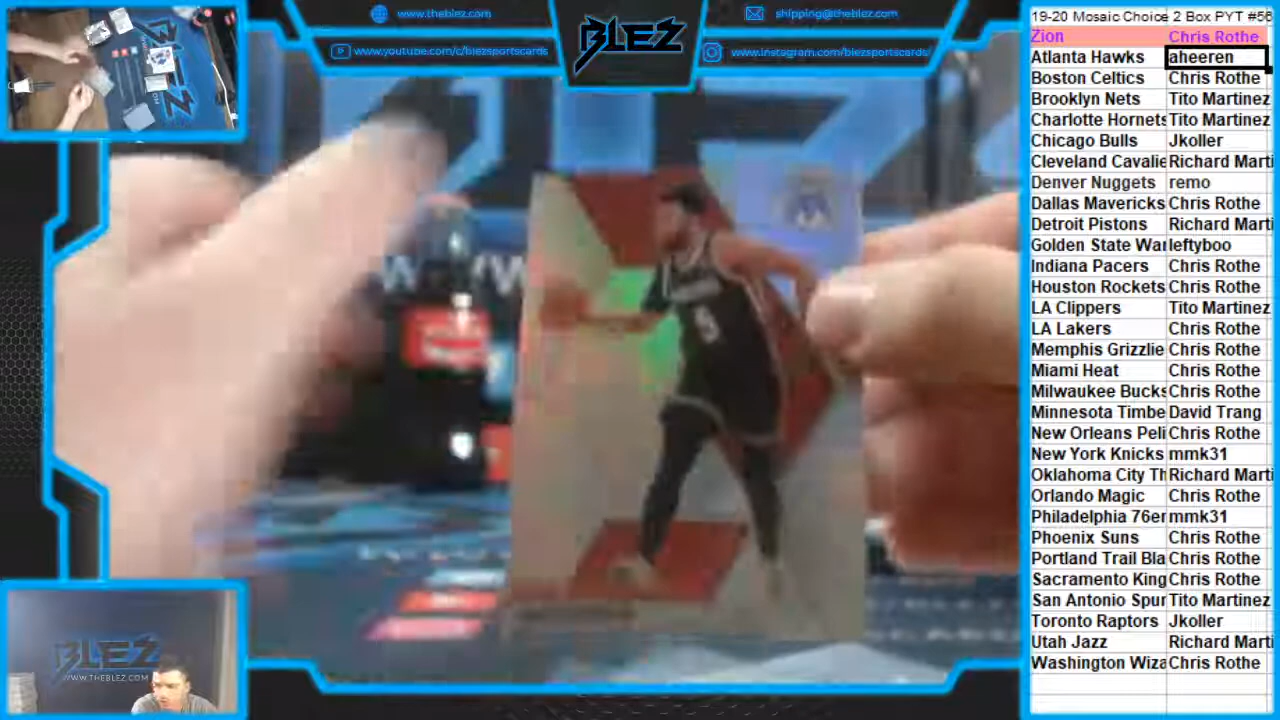 www.theblez.com
BLEZ
shipping@theblez.com
www.youtube.com/c/blezsportscards
www.instagram.com/blezsportscards
19-20 Mosaic Choice 2 Box PYT #56
Zion Chris Rothe
Atlanta Hawks aheeren
Boston Celtics Chris Rothe
Brooklyn Nets Tito Martinez
Charlotte Hornets Tito Martinez
Chicago Bulls Jkoller
Cleveland Cavalie Richard Marti
Denver Nuggets remo
Dallas Mavericks Chris Rothe
Detroit Pistons Richard Marti
Golden State War leftyboo
Indiana Pacers Chris Rothe
Houston Rockets Chris Rothe
LA Clippers Tito Martinez
LA Lakers Chris Rothe
Memphis Grizzlie Chris Rothe
Miami Heat Chris Rothe
Milwaukee Bucks Chris Rothe
Minnesota Timbe David Trang
New Orleans Peli Chris Rothe
New York Knicks mmk31
Oklahoma City Th Richard Marti
Orlando Magic Chris Rothe
Philadelphia 76er mmk31
Phoenix Suns Chris Rothe
Portland Trail Bla Chris Rothe
Sacramento King Chris Rothe
San Antonio Spur Tito Martinez
Toronto Raptors Jkoller
Utah Jazz Richard Marti
Washington Wiza Chris Rothe
BLEZ
WWW.THEBLEZ.COM